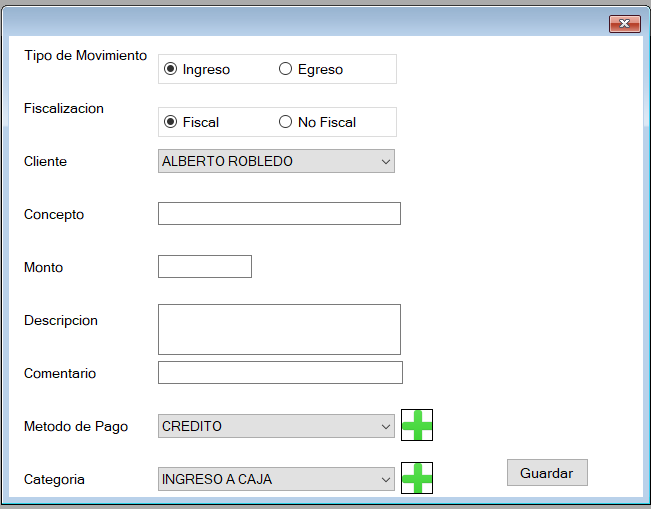 Tipo de Movimiento
Ingreso Egreso
Fiscalizacion
Fiscal No Fiscal
Cliente ALBERTO ROBLEDO
Concepto
Monto
Descripcion
Comentario
Metodo de Pago CREDITO
Categoria INGRESO A CAJA
Guardar